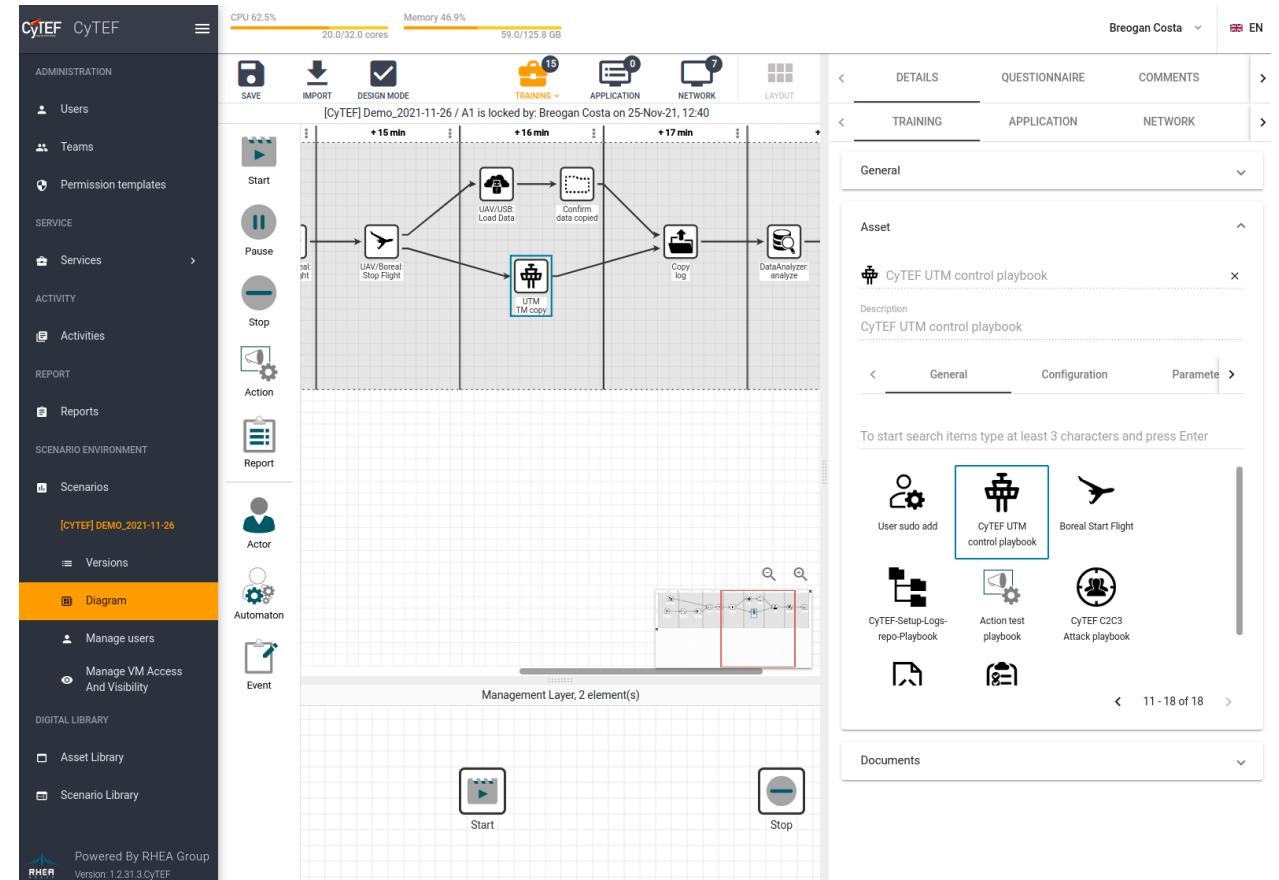 CyTEF CyTEF
CPU 62.5%
20.0/32.0 cores
Memory 46.9%
59.0/125.8 GB
Breogan Costa
EN
ADMINISTRATION
Users
Teams
Permission templates
SERVICE
Services
ACTIVITY
Activities
REPORT
Reports
SCENARIO ENVIRONMENT
Scenarios
[CYTEF] DEMO_2021-11-26
Versions
Diagram
Manage users
Manage VM Access
And Visibility
DIGITAL LIBRARY
Asset Library
Scenario Library
RHEA
Powered By RHEA Group
Version: 1.2.31.3.CyTEF
SAVE
IMPORT
DESIGN MODE
15
TRAINING
0
APPLICATION
7
NETWORK
LAYOUT
[CyTEF] Demo_2021-11-26 / A1 is locked by: Breogan Costa on 25-Nov-21, 12:40
Start
Pause
Stop
Action
Report
Actor
Automaton
Event
+ 15 min
+ 16 min
+ 17 min
+
UAV/USB:
Load Data
Confirm
data copied
eal:
ght
UAV/Boreal:
Stop Flight
UTM
TM copy
Copy
log
DataAnalyzer:
analyze
Management Layer, 2 element(s)
Start
Stop
DETAILS
QUESTIONNAIRE
COMMENTS
TRAINING
APPLICATION
NETWORK
General
Asset
CyTEF UTM control playbook
Description
CyTEF UTM control playbook
General
Configuration
Paramete
To start search items type at least 3 characters and press Enter
User sudo add
CyTEF UTM
control playbook
Boreal Start Flight
CyTEF-Setup-Logs-
repo-Playbook
Action test
playbook
CyTEF C2C3
Attack playbook
11 - 18 of 18
Documents